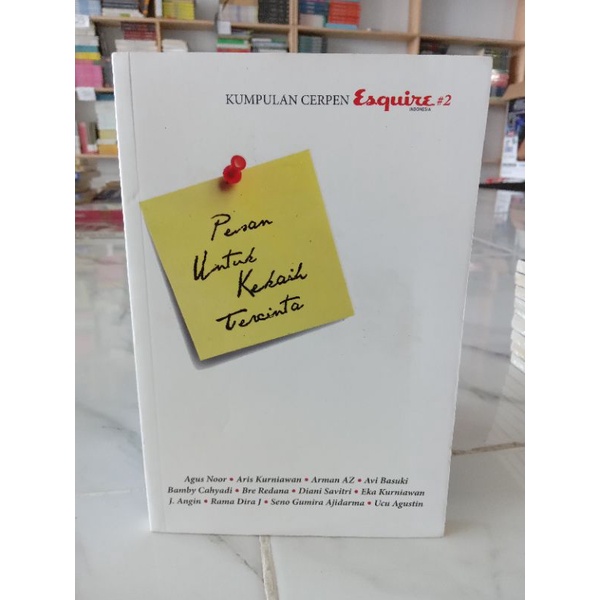 KUMPULAN CERPEN Esquire #2
INDONESIA
Pesan
Untuk
Kekasih
Tercinta
Agus Noor • Aris Kurniawan • Arman AZ • Avi Basuki
Bamby Cahyadi • Bre Redana • Diani Savitri • Eka Kurniawan
J. Angin • Rama Dira J • Seno Gumira Ajidarma • Ucu Agustin